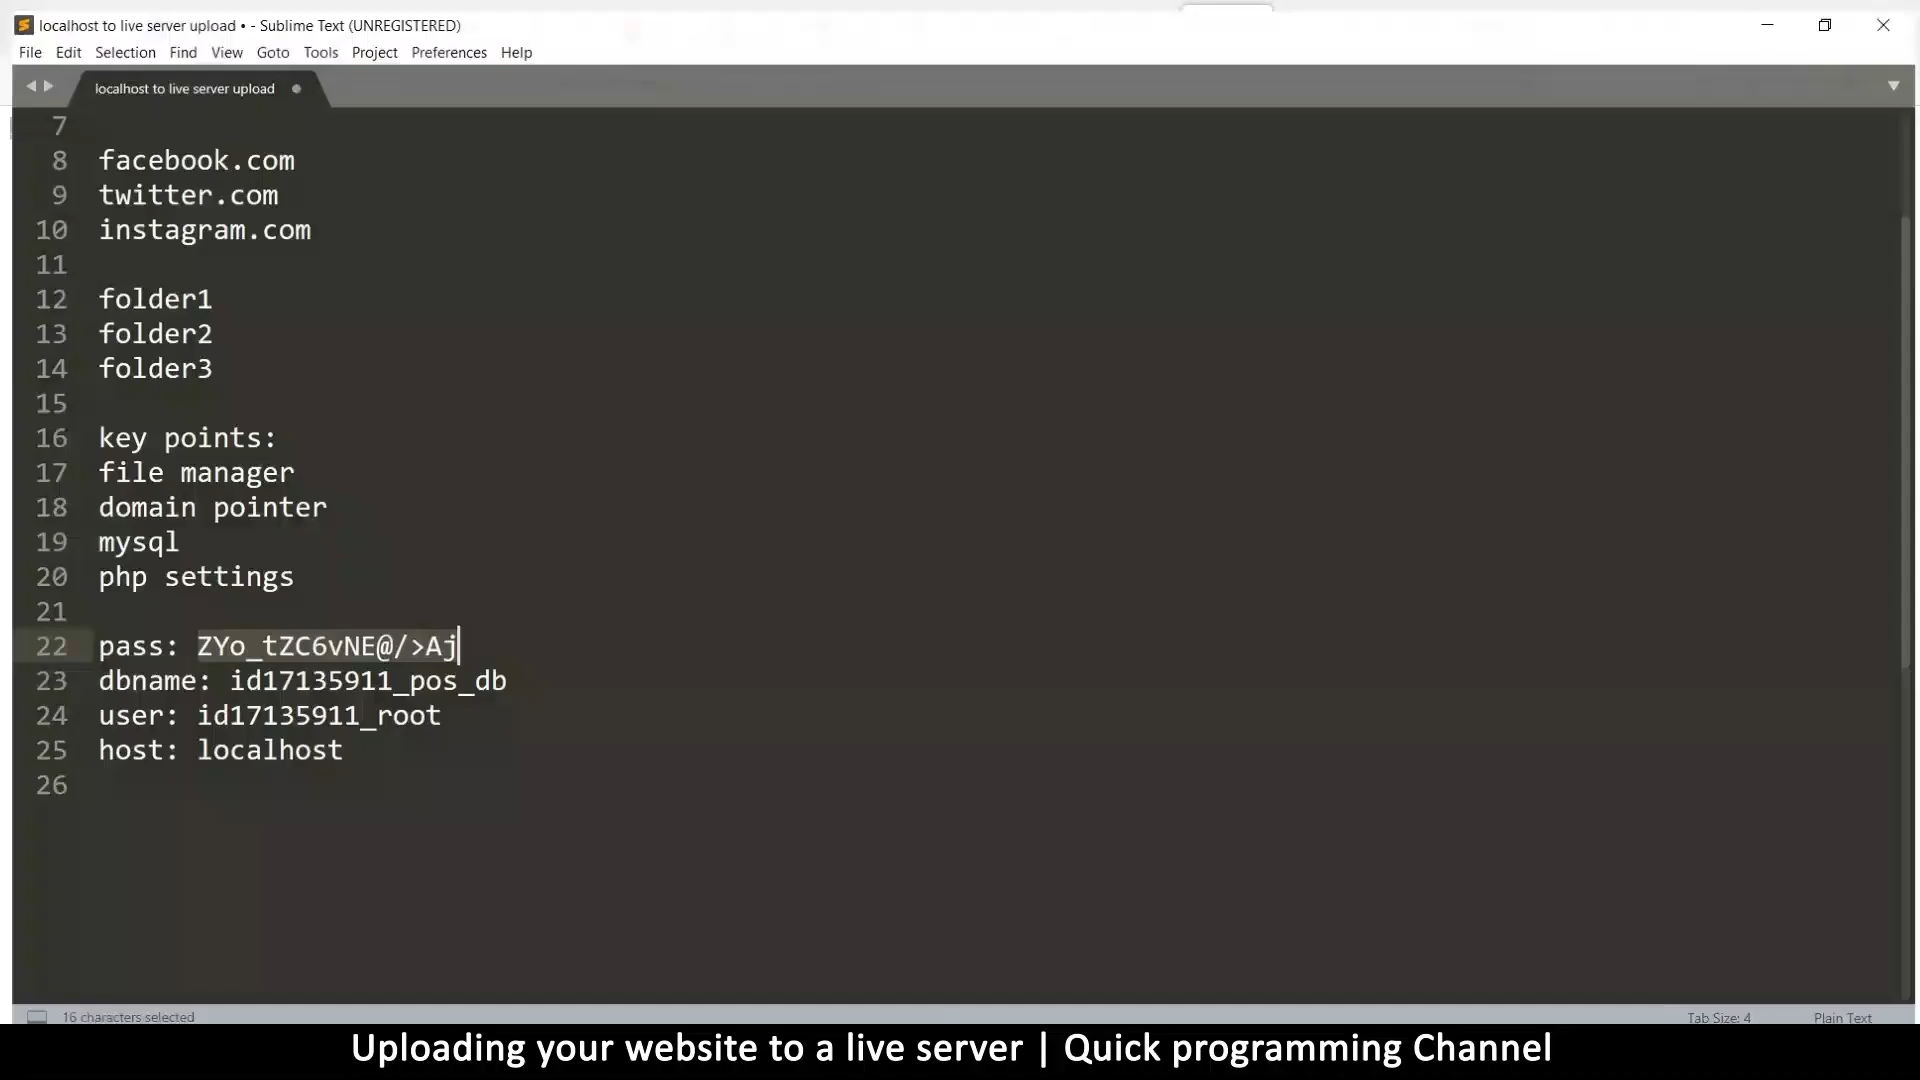 localhost to live server upload • - Sublime Text (UNREGISTERED)
File Edit Selection Find View Goto Tools Project Preferences Help
localhost to live server upload
7
8 facebook.com
9 twitter.com
10 instagram.com
11
12 folder1
13 folder2
14 folder3
15
16 key points:
17 file manager
18 domain pointer
19 mysql
20 php settings
21
22 pass: ZYo_tZC6vNE@/>Aj
23 dbname: id17135911_pos_db
24 user: id17135911_root
25 host: localhost
26
16 characters selected Tab Size: 4 Plain Text
Uploading your website to a live server | Quick programming Channel